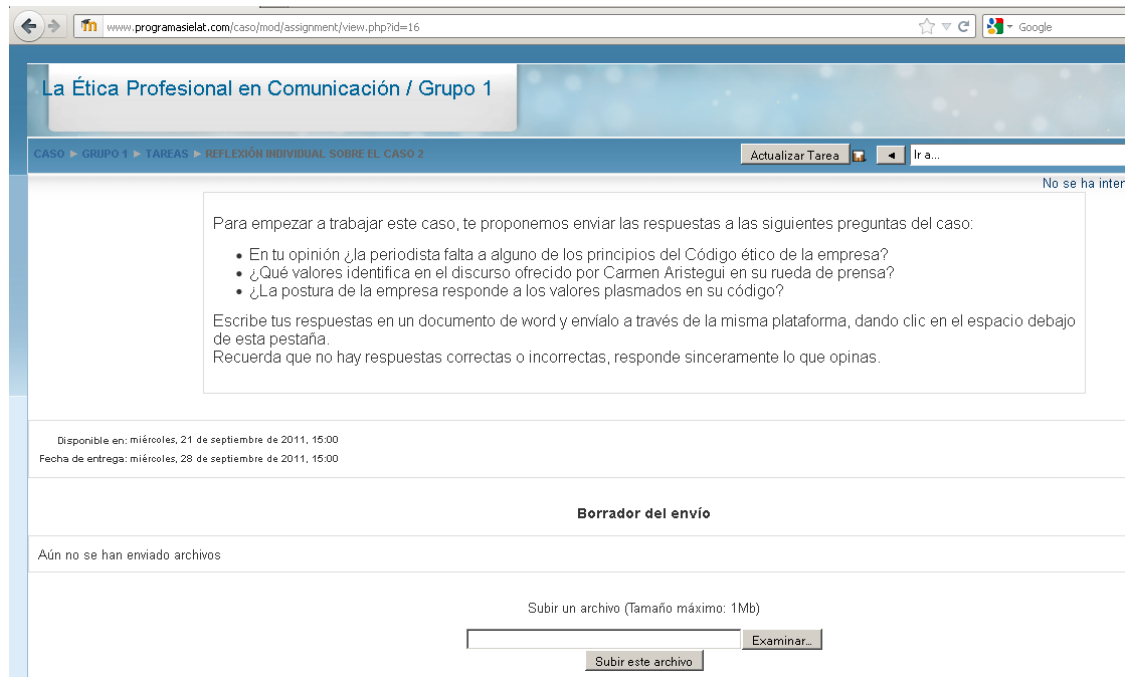 www.programasielat.com/caso/mod/assignment/view.php?id=16
Google
La Ética Profesional en Comunicación / Grupo 1
CASO ► GRUPO 1 ► TAREAS ► REFLEXIÓN INDIVIDUAL SOBRE EL CASO 2
Actualizar Tarea
Ir a...
No se ha
Para empezar a trabajar este caso, te proponemos enviar las respuestas a las siguientes preguntas del caso:
• En tu opinión ¿la periodista falta a alguno de los principios del Código ético de la empresa?
• ¿Qué valores identifica en el discurso ofrecido por Carmen Aristegui en su rueda de prensa?
• ¿La postura de la empresa responde a los valores plasmados en su código?
Escribe tus respuestas en un documento de word y envíalo a través de la misma plataforma, dando clic en el espacio debajo
de esta pestaña.
Recuerda que no hay respuestas correctas o incorrectas, responde sinceramente lo que opinas.
Disponible en: miércoles, 21 de septiembre de 2011, 15:00
Fecha de entrega: miércoles, 28 de septiembre de 2011, 15:00
Borrador del envío
Aún no se han enviado archivos
Subir un archivo (Tamaño máximo: 1Mb)
Examinar...
Subir este archivo